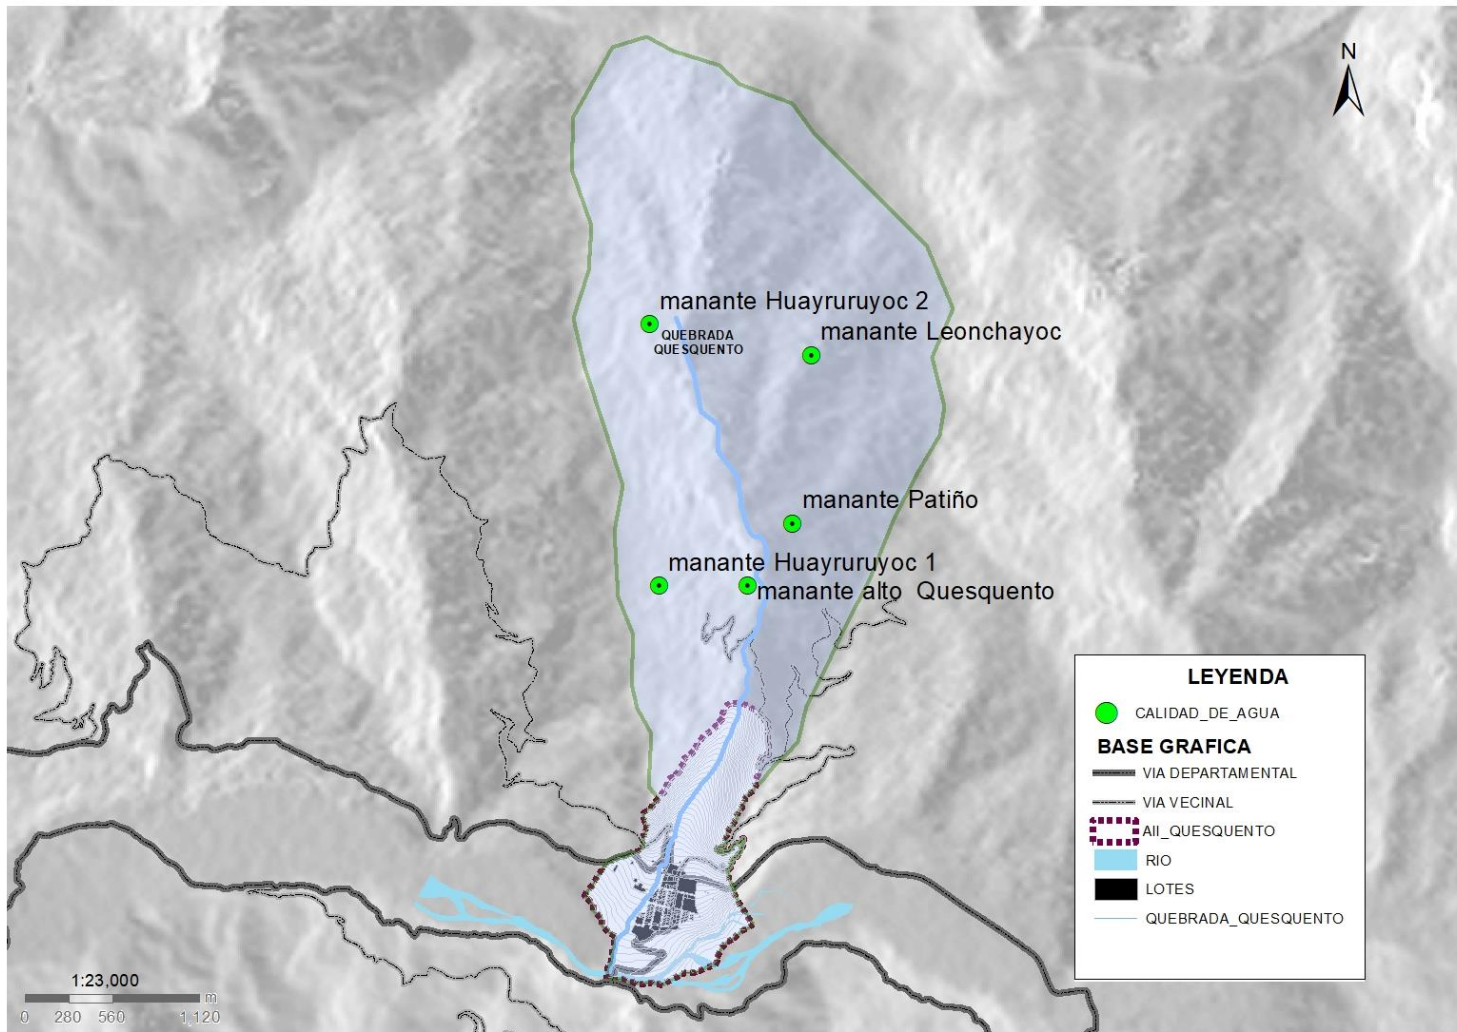 N
manante Huayruruyoc 2
QUEBRADA
QUESQUENTO
manante Leonchayoc
manante Patiño
manante Huayruruyoc 1
manante alto Quesquento
LEYENDA
CALIDAD_DE_AGUA
BASE GRAFICA
VIA DEPARTAMENTAL
VIA VECINAL
AII_QUESQUENTO
RIO
LOTES
QUEBRADA_QUESQUENTO
1:23,000
m
0 280 560 1,120